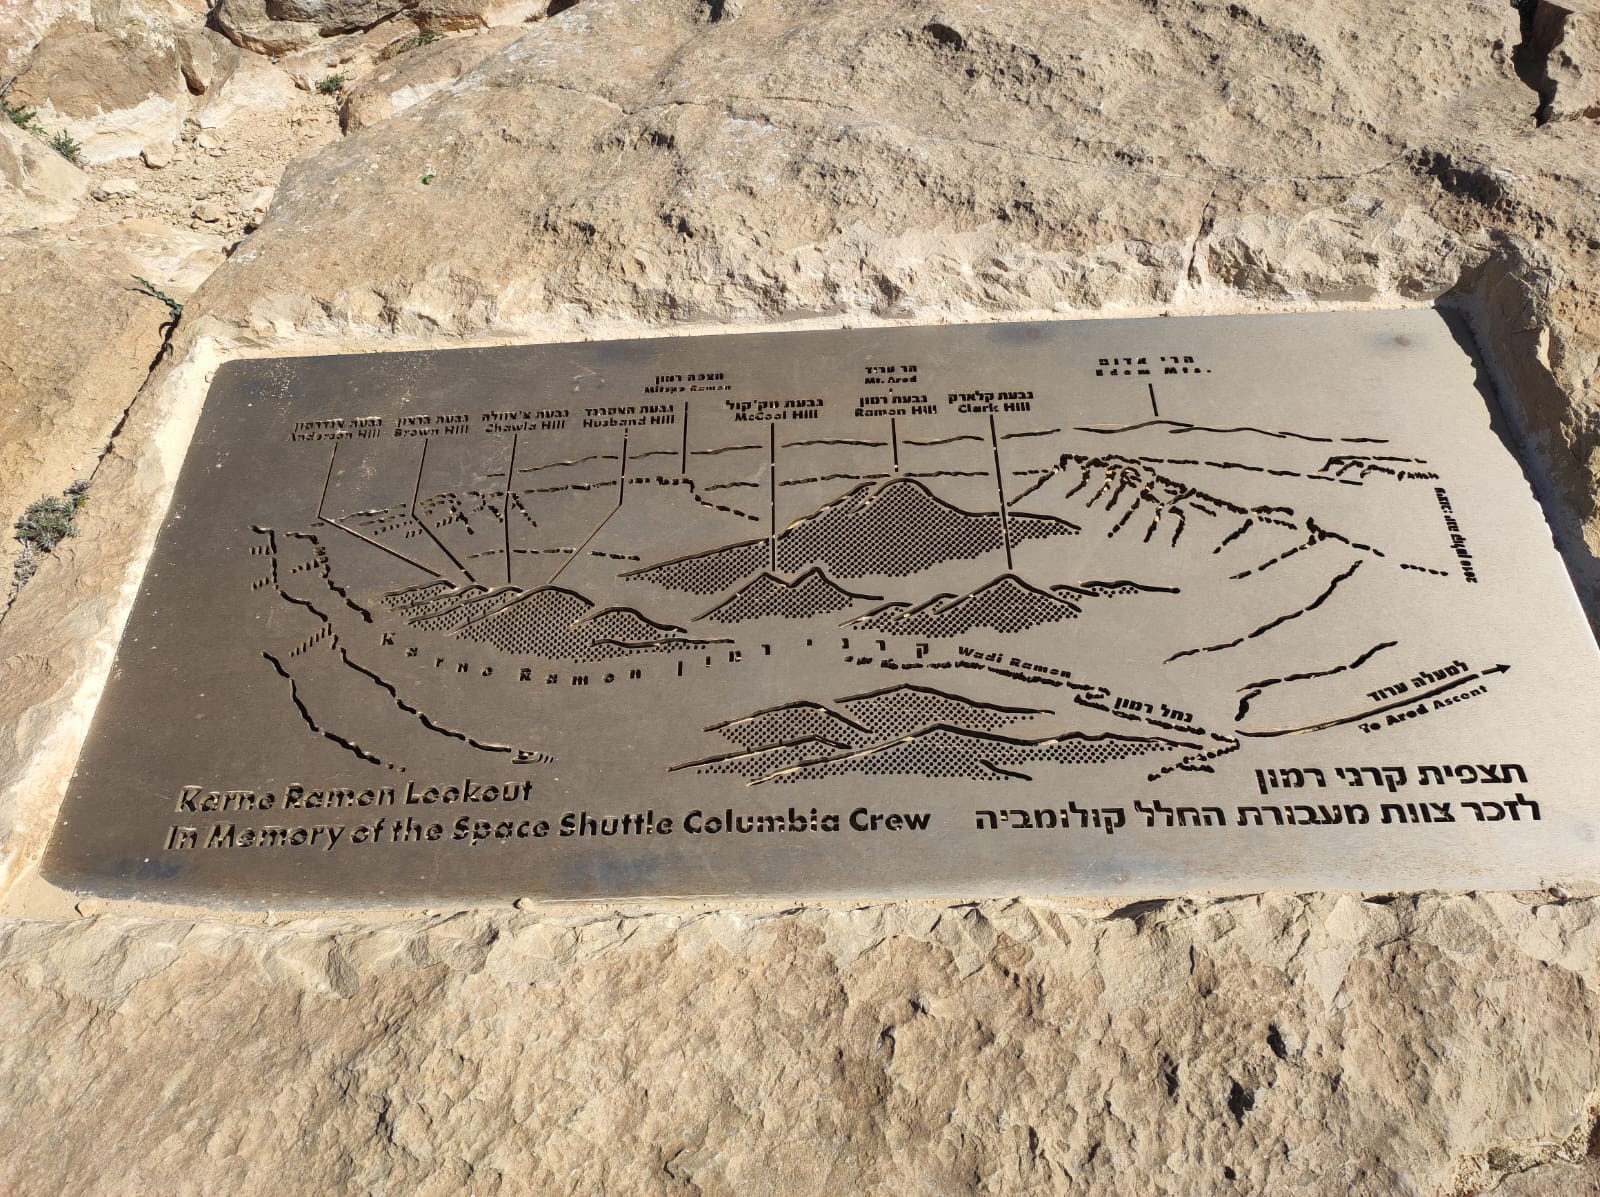 הרי אדום
Edom Mts.
מצפה רמון
Mitzpe Ramon
הר ערוד
Mt. Arod
גבעת אנדרסון
Anderson Hill
גבעת בראון
Brown Hill
גבעת צ'אוולה
Chawla Hill
גבעת האסבנד
Husband Hill
גבעת מק'קול
McCool Hill
גבעת רמון
Ramon Hill
גבעת קלארק
Clark Hill
Karne Ramon
קרני רמון
Wadi Ramon
נחל רמון
למעלה ערוד
To Arod Ascent
2010
Karne Ramon Lookout
In Memory of the Space Shuttle Columbia Crew
תצפית קרני רמון
לזכר צוות מעבורת החלל קולומביה